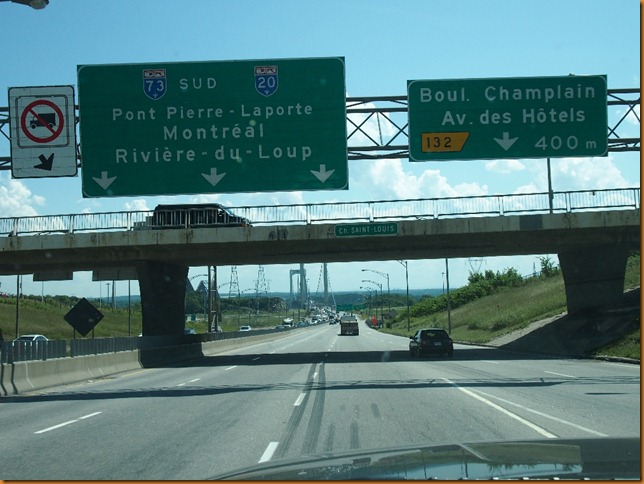 73 SUD 20
Pont Pierre-Laporte
Montréal
Rivière-du-Loup
Boul. Champlain
Av. des Hôtels
132 400 m
Ch. SAINT-LOUIS